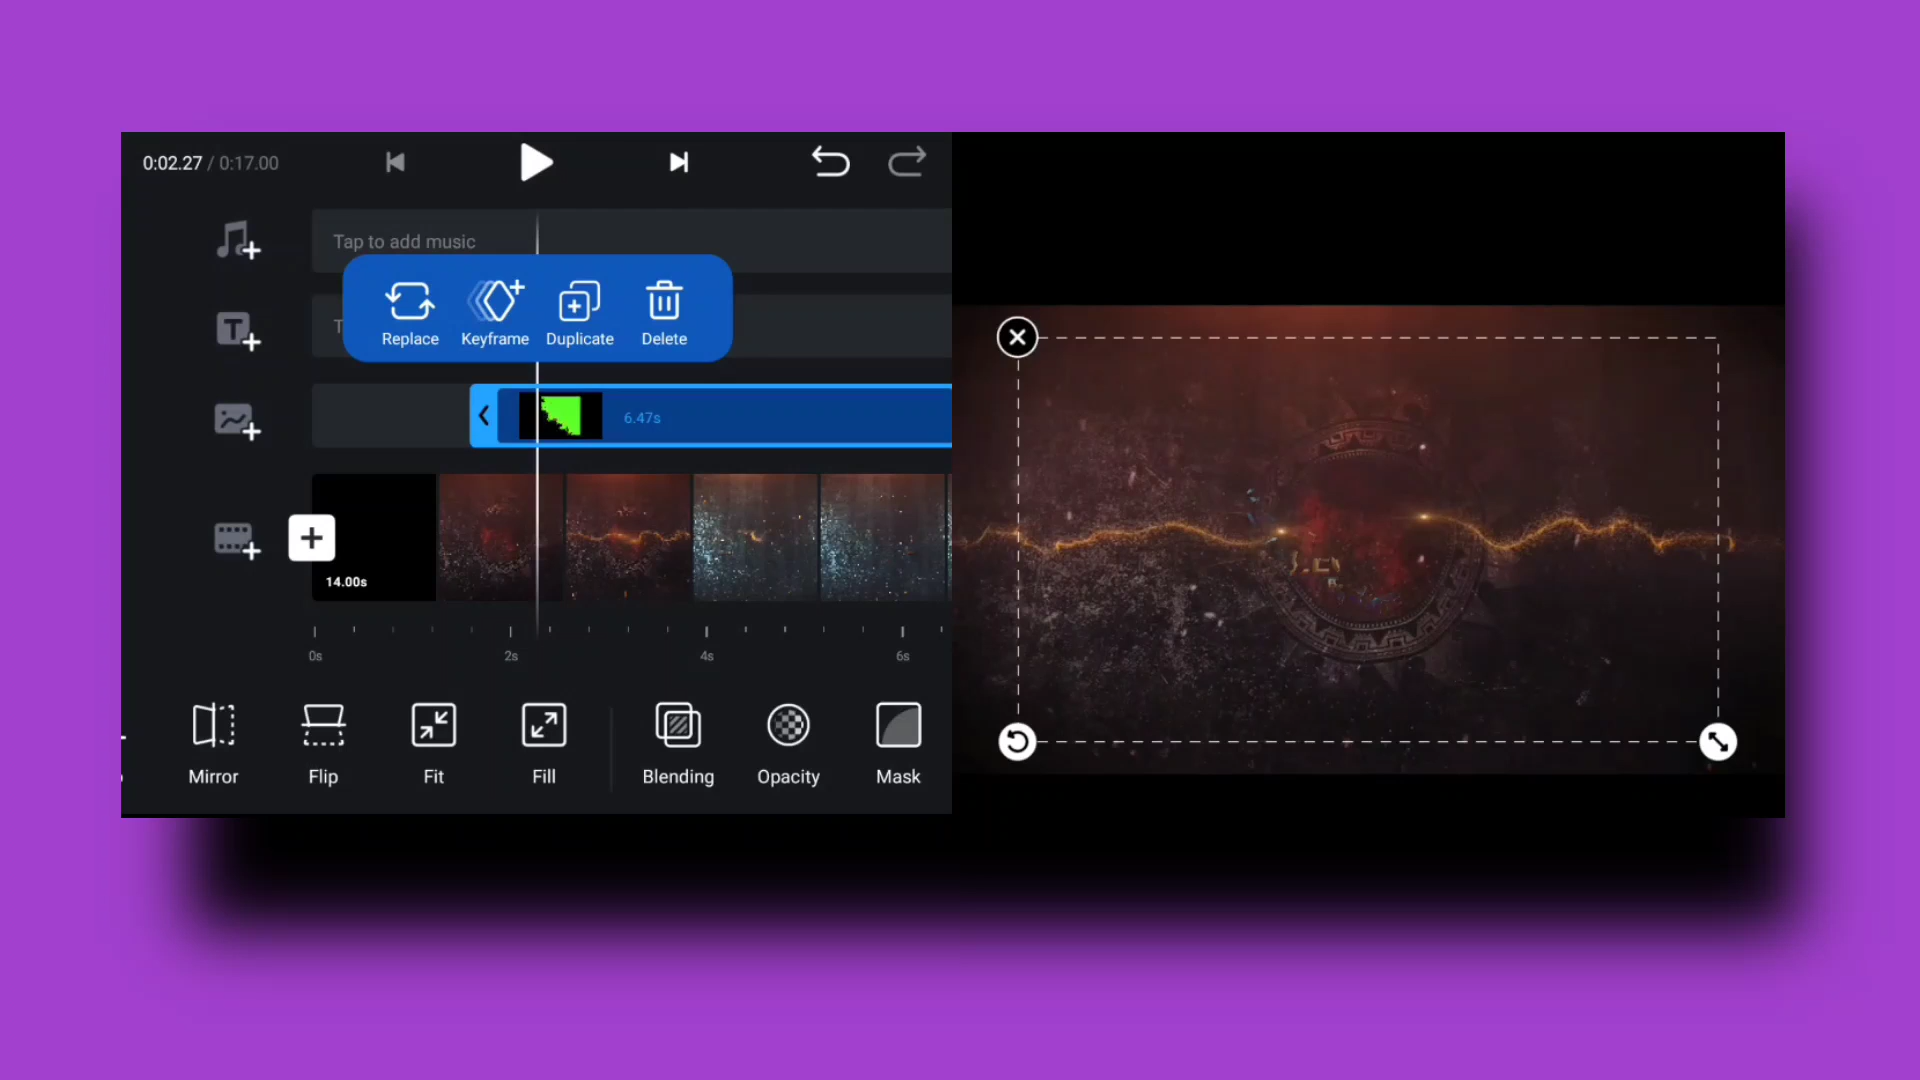 0:02.27 / 0:17.00
Tap to add music
T
Replace Keyframe Duplicate Delete
6.47s
14.00s
0s 2s 4s 6s
Mirror Flip Fit Fill Blending Opacity Mask